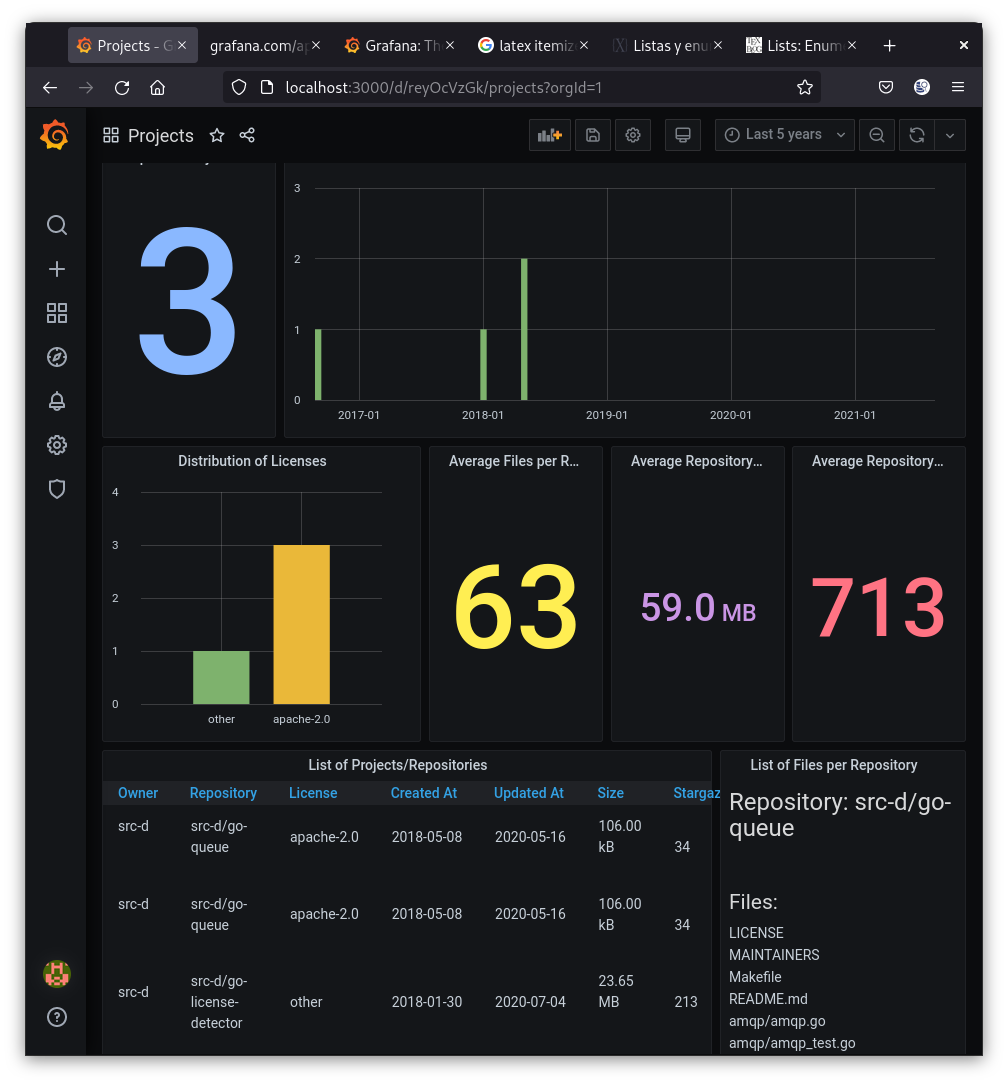 Projects - G
grafana.com/ap
Grafana: Th
latex itemiz
Listas y enu
Lists: Enum
localhost:3000/d/reyOcVzGk/projects?orgId=1
Projects
Last 5 years
3
3
2
1
0
2017-01 2018-01 2019-01 2020-01 2021-01
Distribution of Licenses
4
3
2
1
0
other apache-2.0
Average Files per R...
63
Average Repository...
59.0 MB
Average Repository...
713
List of Projects/Repositories
Owner Repository License Created At Updated At Size Stargaz
src-d src-d/go-queue apache-2.0 2018-05-08 2020-05-16 106.00 kB 34
src-d src-d/go-queue apache-2.0 2018-05-08 2020-05-16 106.00 kB 34
src-d src-d/go-license-detector other 2018-01-30 2020-07-04 23.65 MB 213
List of Files per Repository
Repository: src-d/go-
queue
Files:
LICENSE
MAINTAINERS
Makefile
README.md
amqp/amqp.go
amqp/amqp_test.go